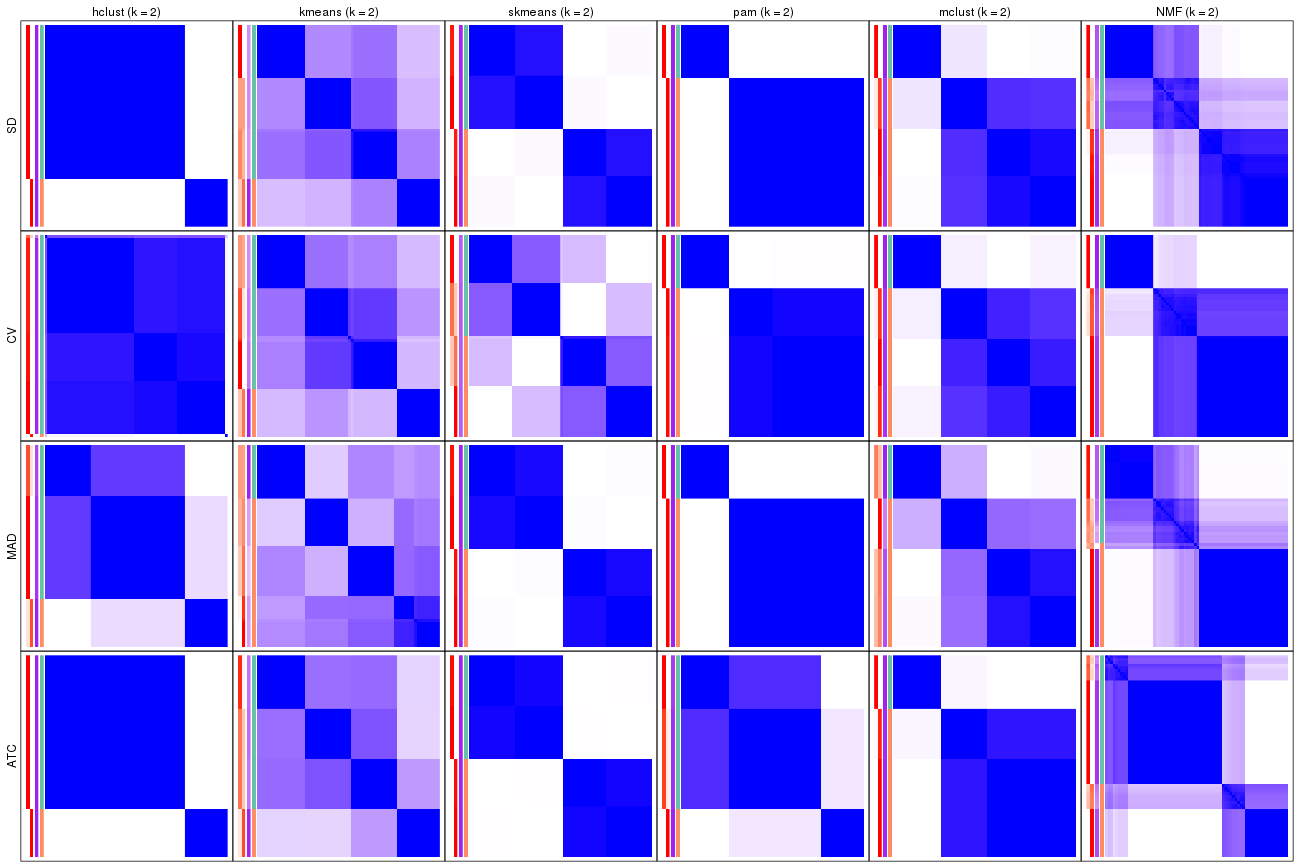 hclust (k = 2)
kmeans (k = 2)
skmeans (k = 2)
pam (k = 2)
mclust (k = 2)
NMF (k = 2)
SD
CV
MAD
ATC